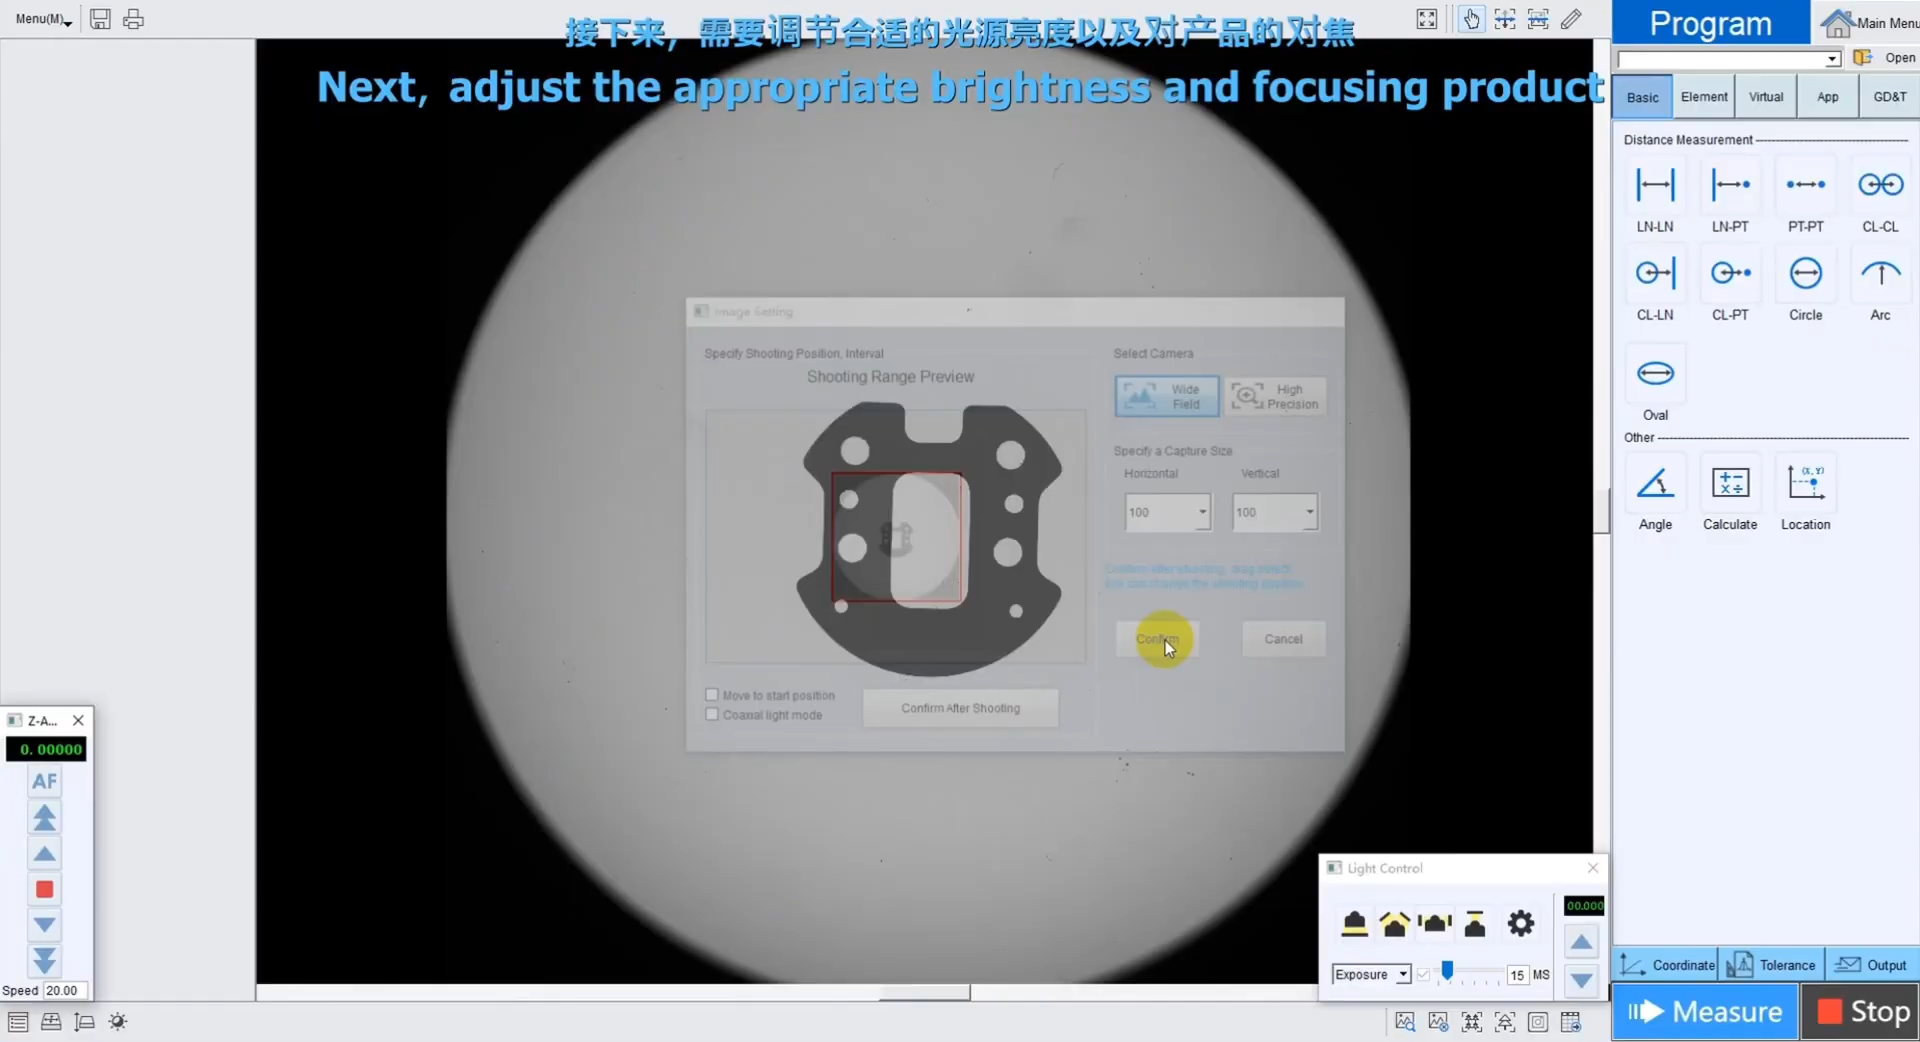 Menu(M)
接下来，需要调节合适的光源亮度以及对产品的对焦
Next, adjust the appropriate brightness and focusing product
Program
Main Menu
Open
Basic
Element
Virtual
App
GD&T
Distance Measurement
LN-LN
LN-PT
PT-PT
CL-CL
CL-LN
CL-PT
Circle
Arc
Oval
Other
Angle
Calculate
(X, Y)
Location
Image Setting
Specify Shooting Position, Interval
Shooting Range Preview
Select Camera
Wide
Field
High
Precision
Specify a Capture Size
Horizontal
Vertical
100
100
Confirm after shooting, drag select
Confirm
Cancel
Move to start position
Coaxial light mode
Confirm After Shooting
Z-A...
0.00000
AF
Speed
20.00
Light Control
00.000
Exposure
15
MS
Coordinate
Tolerance
Output
Measure
Stop